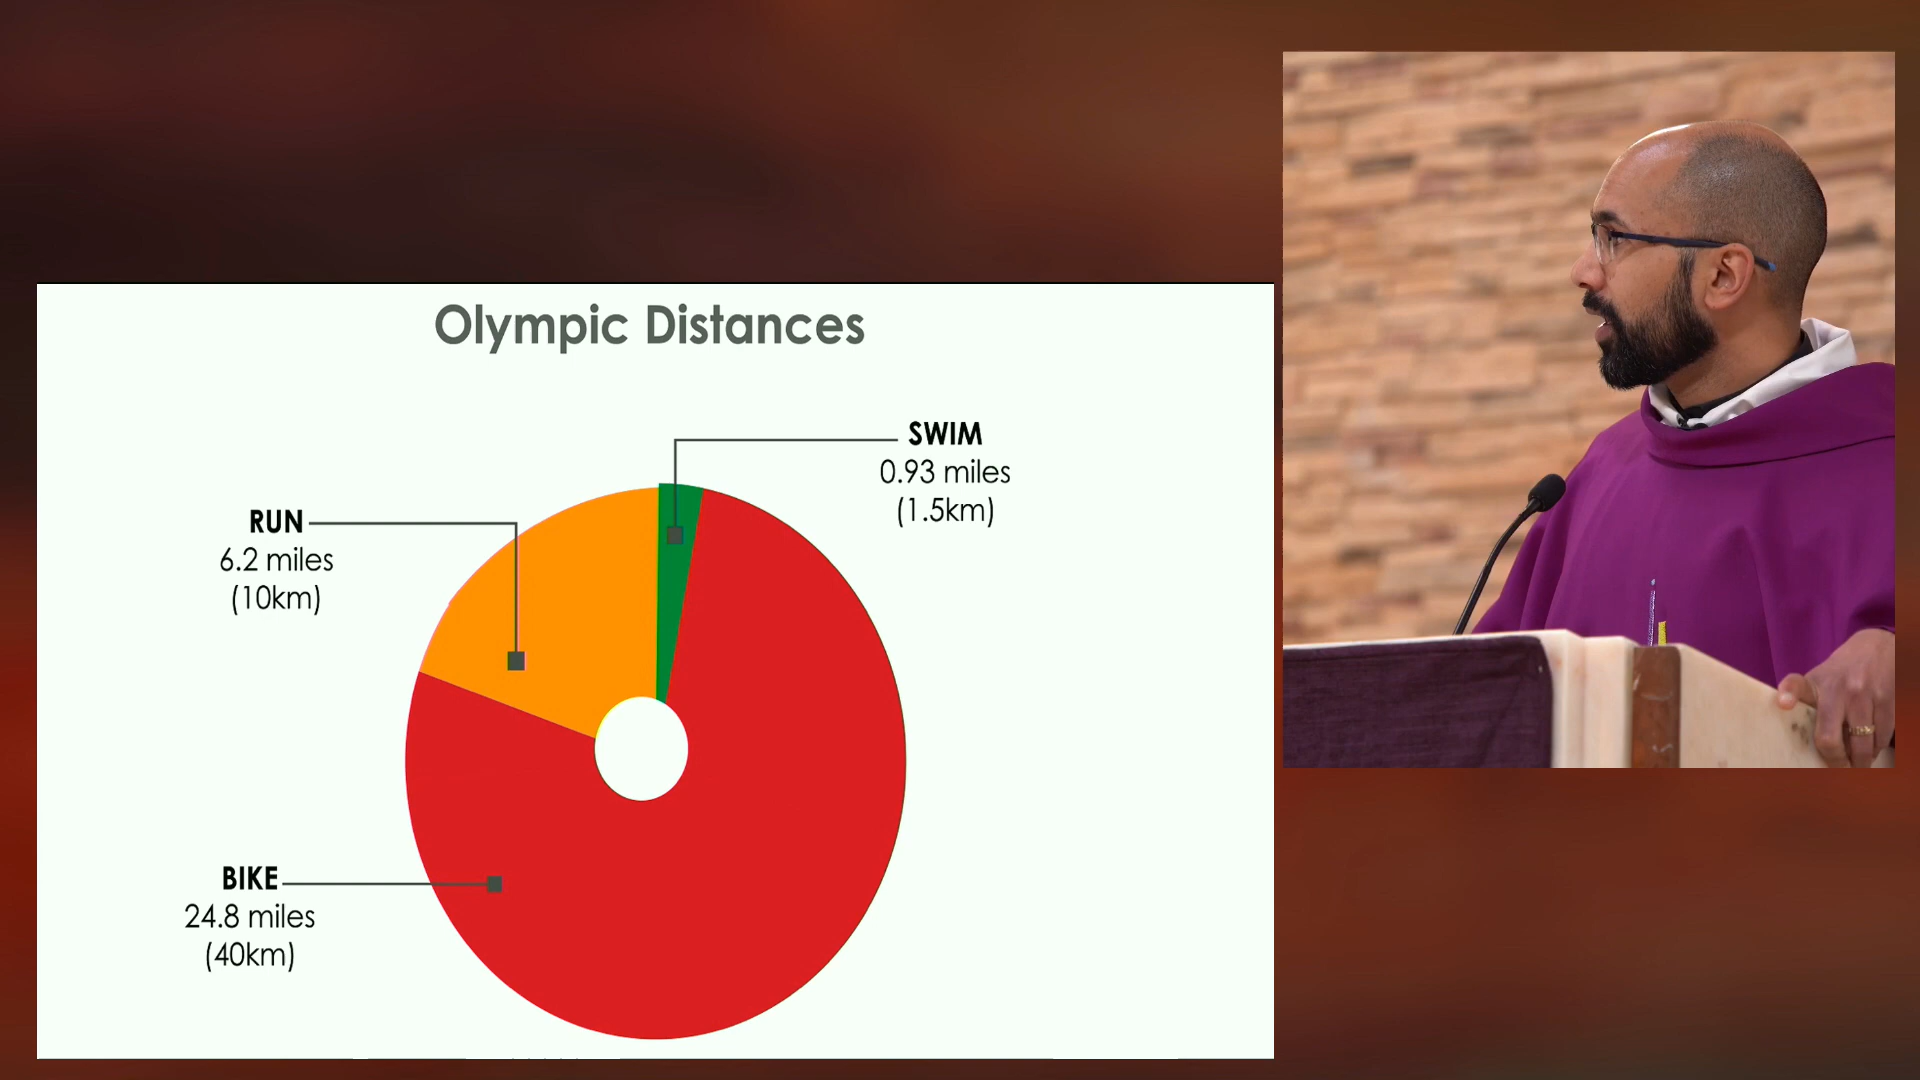 Olympic Distances
SWIM
0.93 miles
(1.5km)
RUN
6.2 miles
(10km)
BIKE
24.8 miles
(40km)